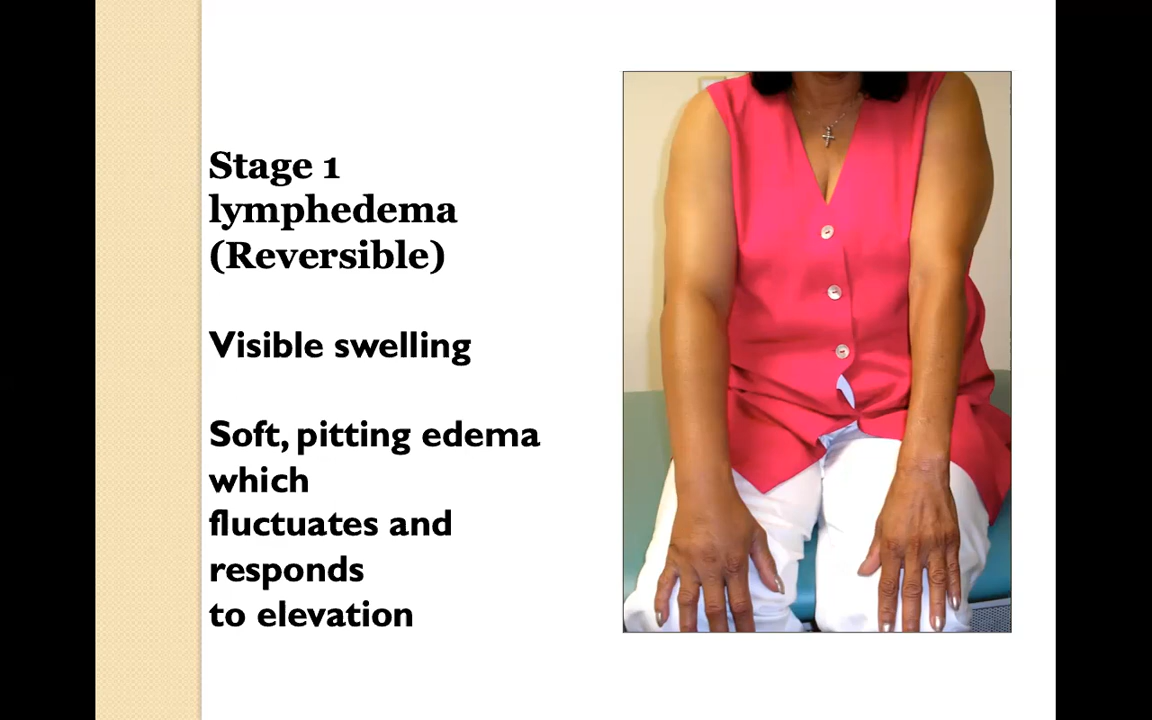 Stage 1
lymphedema
(Reversible)
Visible swelling
Soft, pitting edema
which
fluctuates and
responds
to elevation